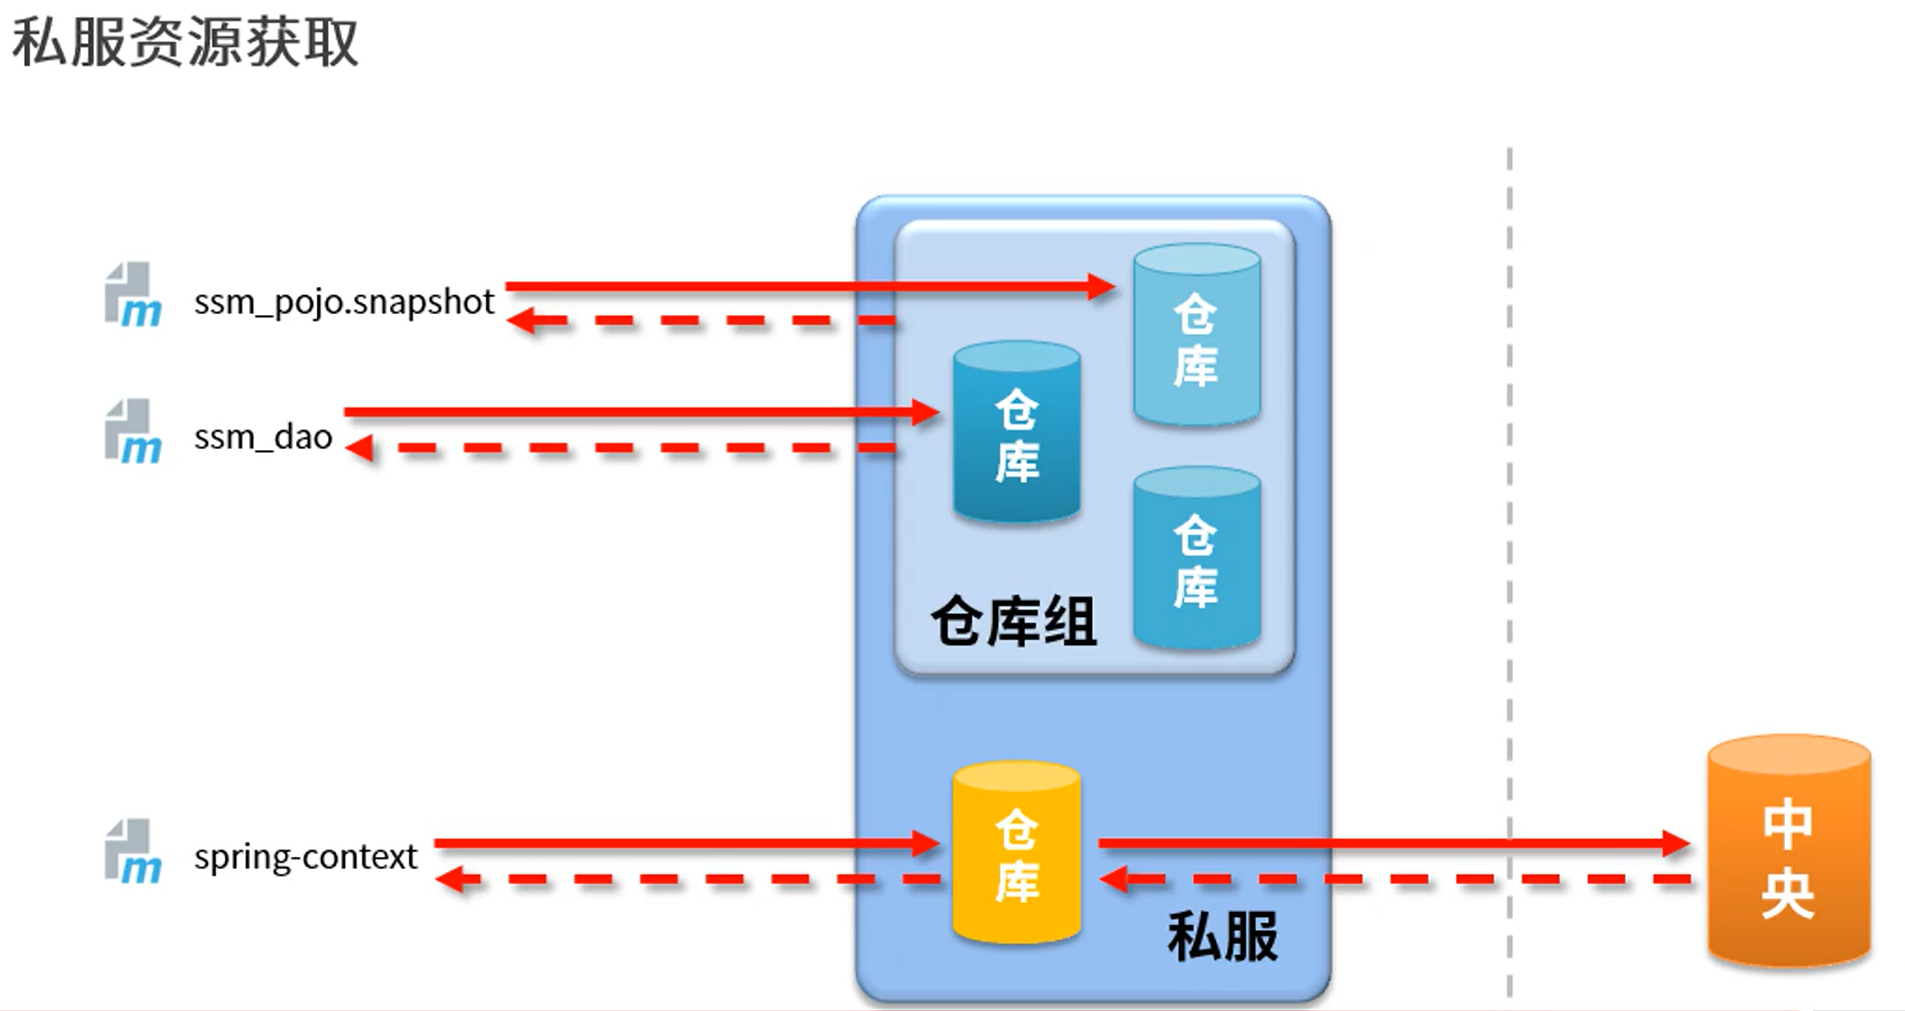 私服资源获取
ssm_pojo.snapshot
仓库
ssm_dao
仓库
仓库
仓库组
spring-context
仓库
中央
私服
m
m
m